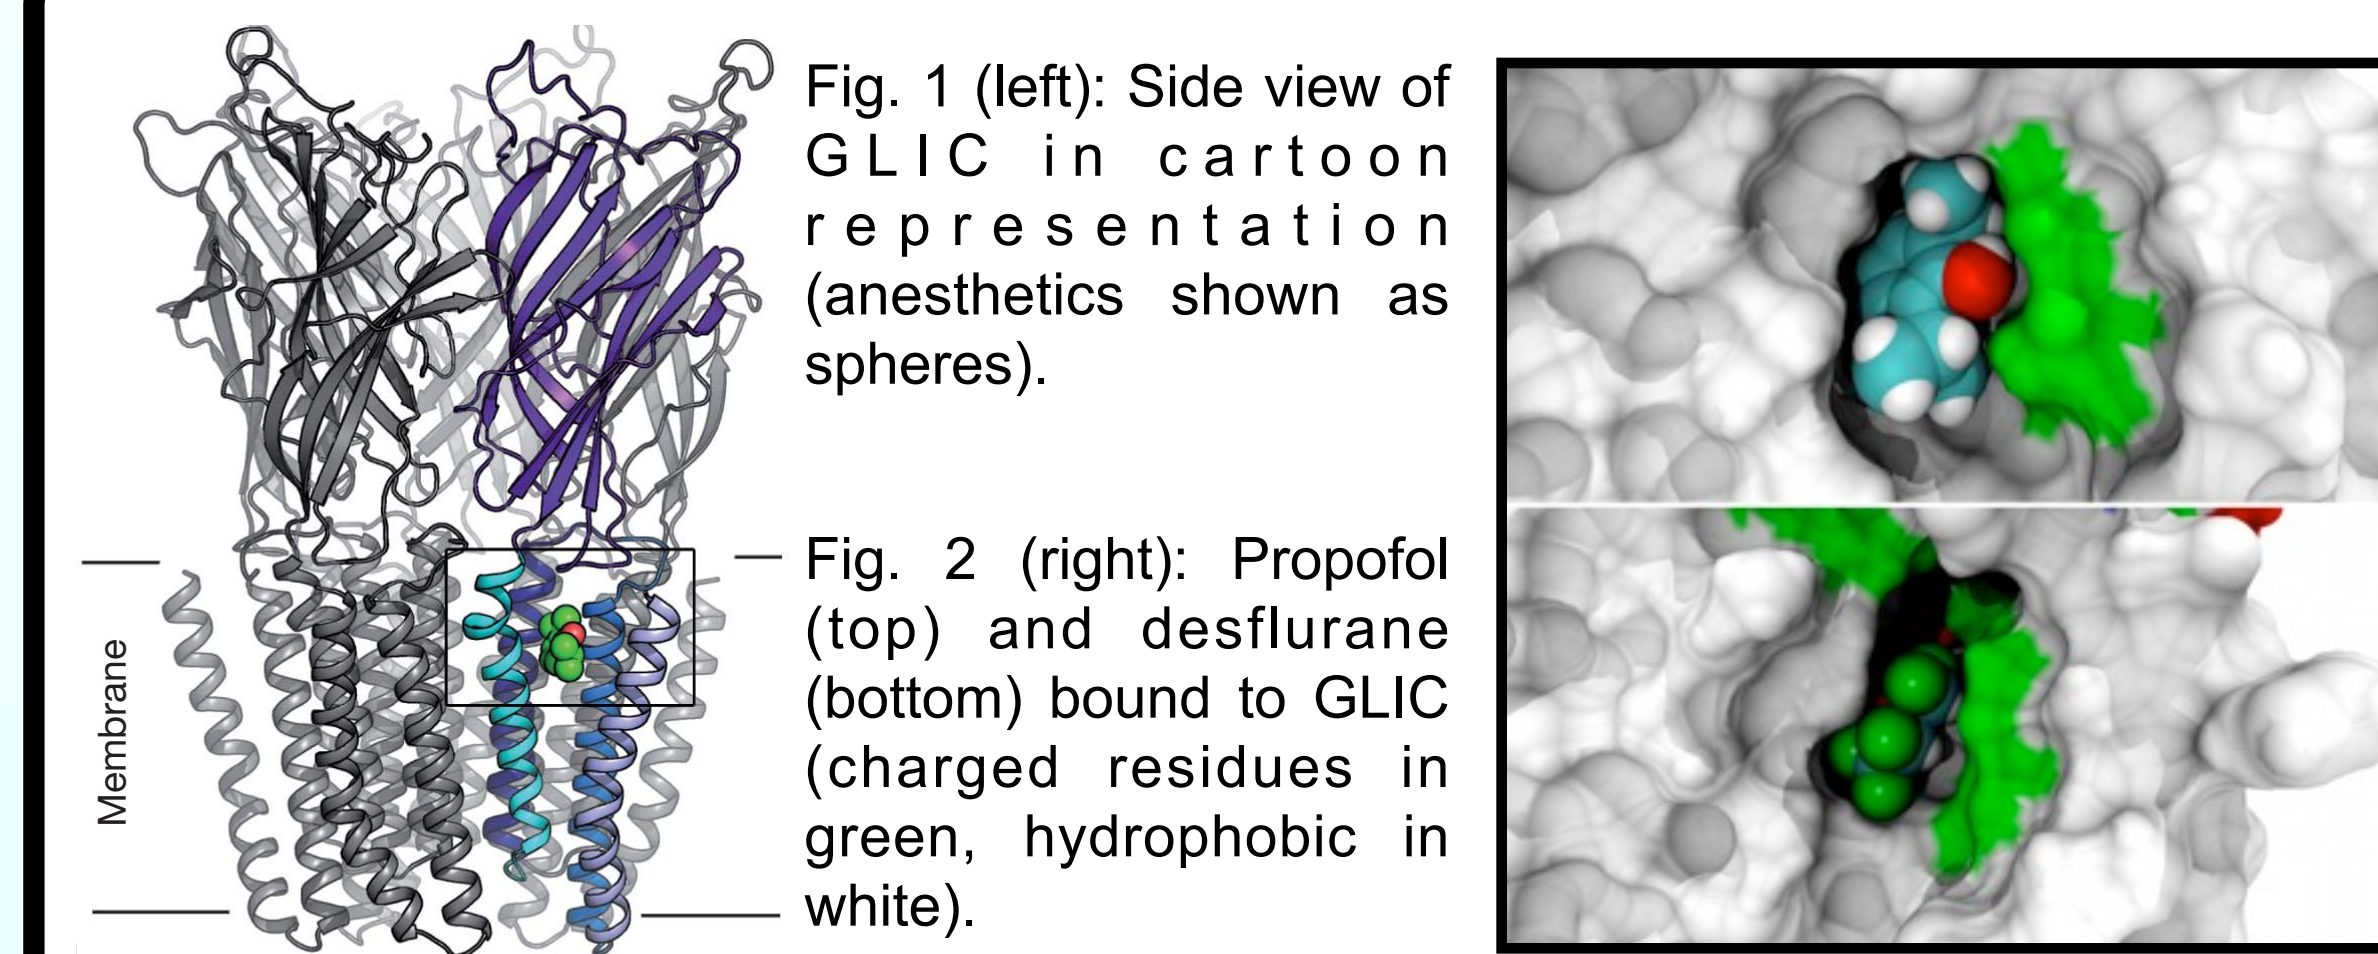 Membrane
Fig. 1 (left): Side view of
GLIC in cartoon
representation
(anesthetics shown as
spheres).
Fig. 2 (right): Propofol
(top) and desflurane
(bottom) bound to GLIC
(charged residues in
green, hydrophobic in
white).